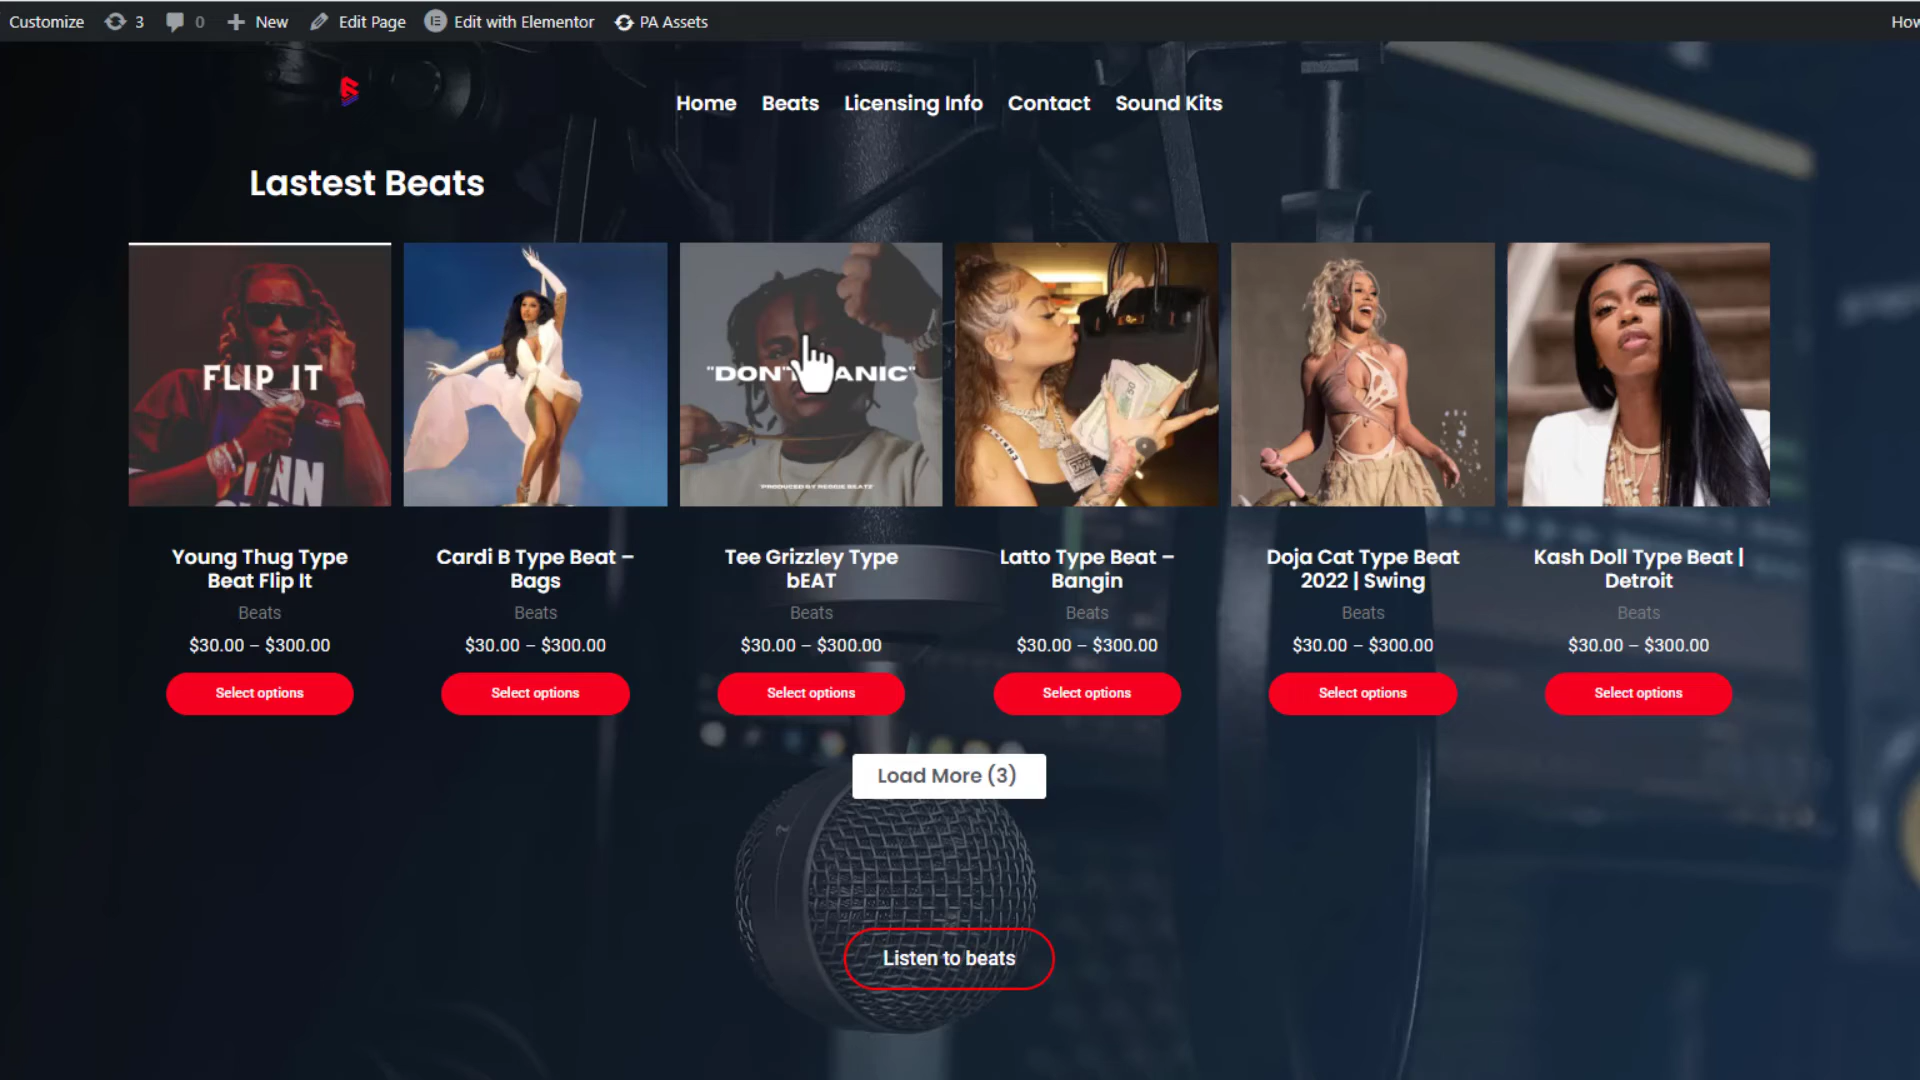 Customize 3 0 New Edit Page Edit with Elementor PA Assets How
Home Beats Licensing Info Contact Sound Kits
Lastest Beats
FLIP IT
"DON'T ANIC"
"PRODUCED BY REGGIE BEATZ"
Young Thug Type
Beat Flip It
Beats
$30.00 – $300.00
Select options
Cardi B Type Beat –
Bags
Beats
$30.00 – $300.00
Select options
Tee Grizzley Type
bEAT
Beats
$30.00 – $300.00
Select options
Latto Type Beat –
Bangin
Beats
$30.00 – $300.00
Select options
Doja Cat Type Beat
2022 | Swing
Beats
$30.00 – $300.00
Select options
Kash Doll Type Beat |
Detroit
Beats
$30.00 – $300.00
Select options
Load More (3)
Listen to beats